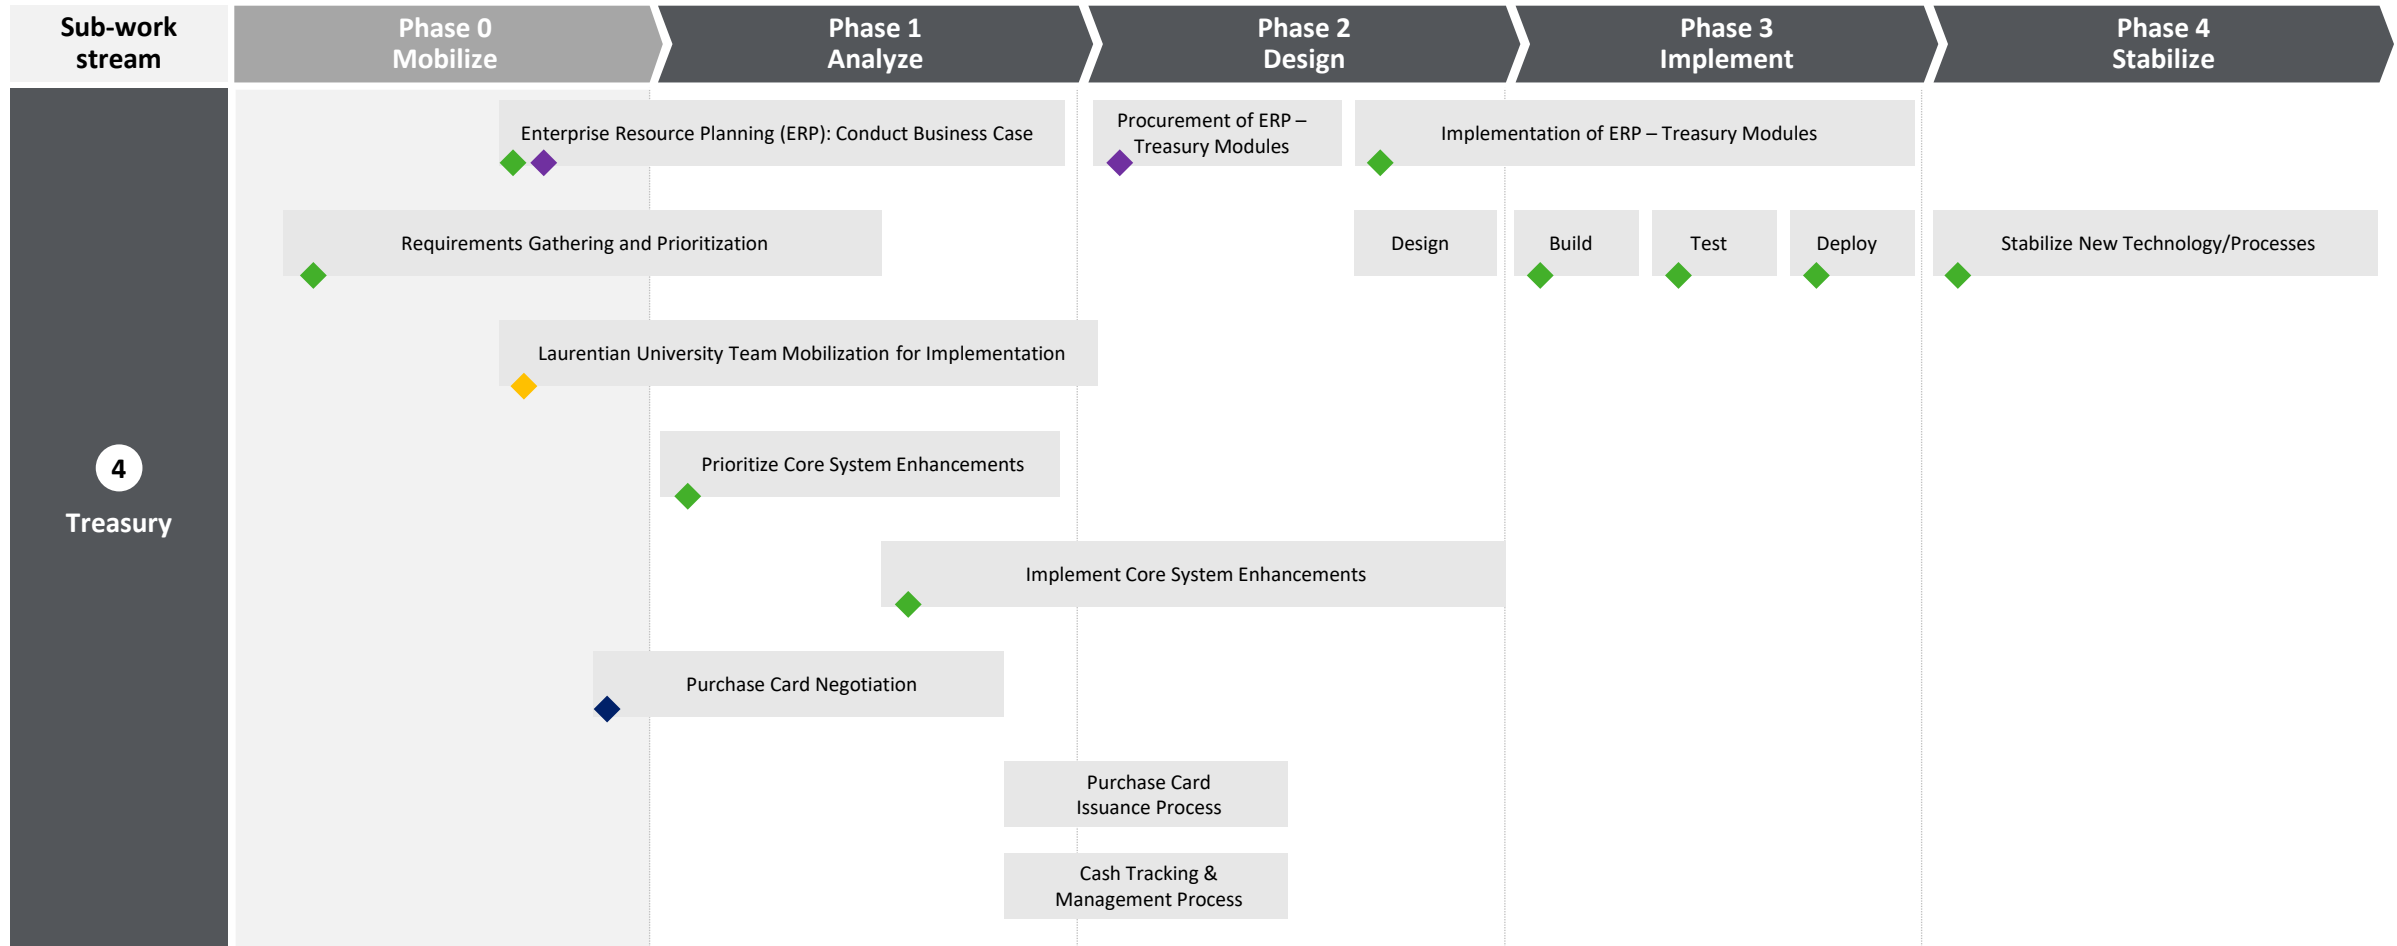 Sub-work
stream
Phase 0
Mobilize
Phase 1
Analyze
Phase 2
Design
Phase 3
Implement
Phase 4
Stabilize
Enterprise Resource Planning (ERP): Conduct Business Case
Procurement of ERP –
Treasury Modules
Implementation of ERP – Treasury Modules
Requirements Gathering and Prioritization
Design
Build
Test
Deploy
Stabilize New Technology/Processes
Laurentian University Team Mobilization for Implementation
4
Treasury
Prioritize Core System Enhancements
Implement Core System Enhancements
Purchase Card Negotiation
Purchase Card
Issuance Process
Cash Tracking &
Management Process